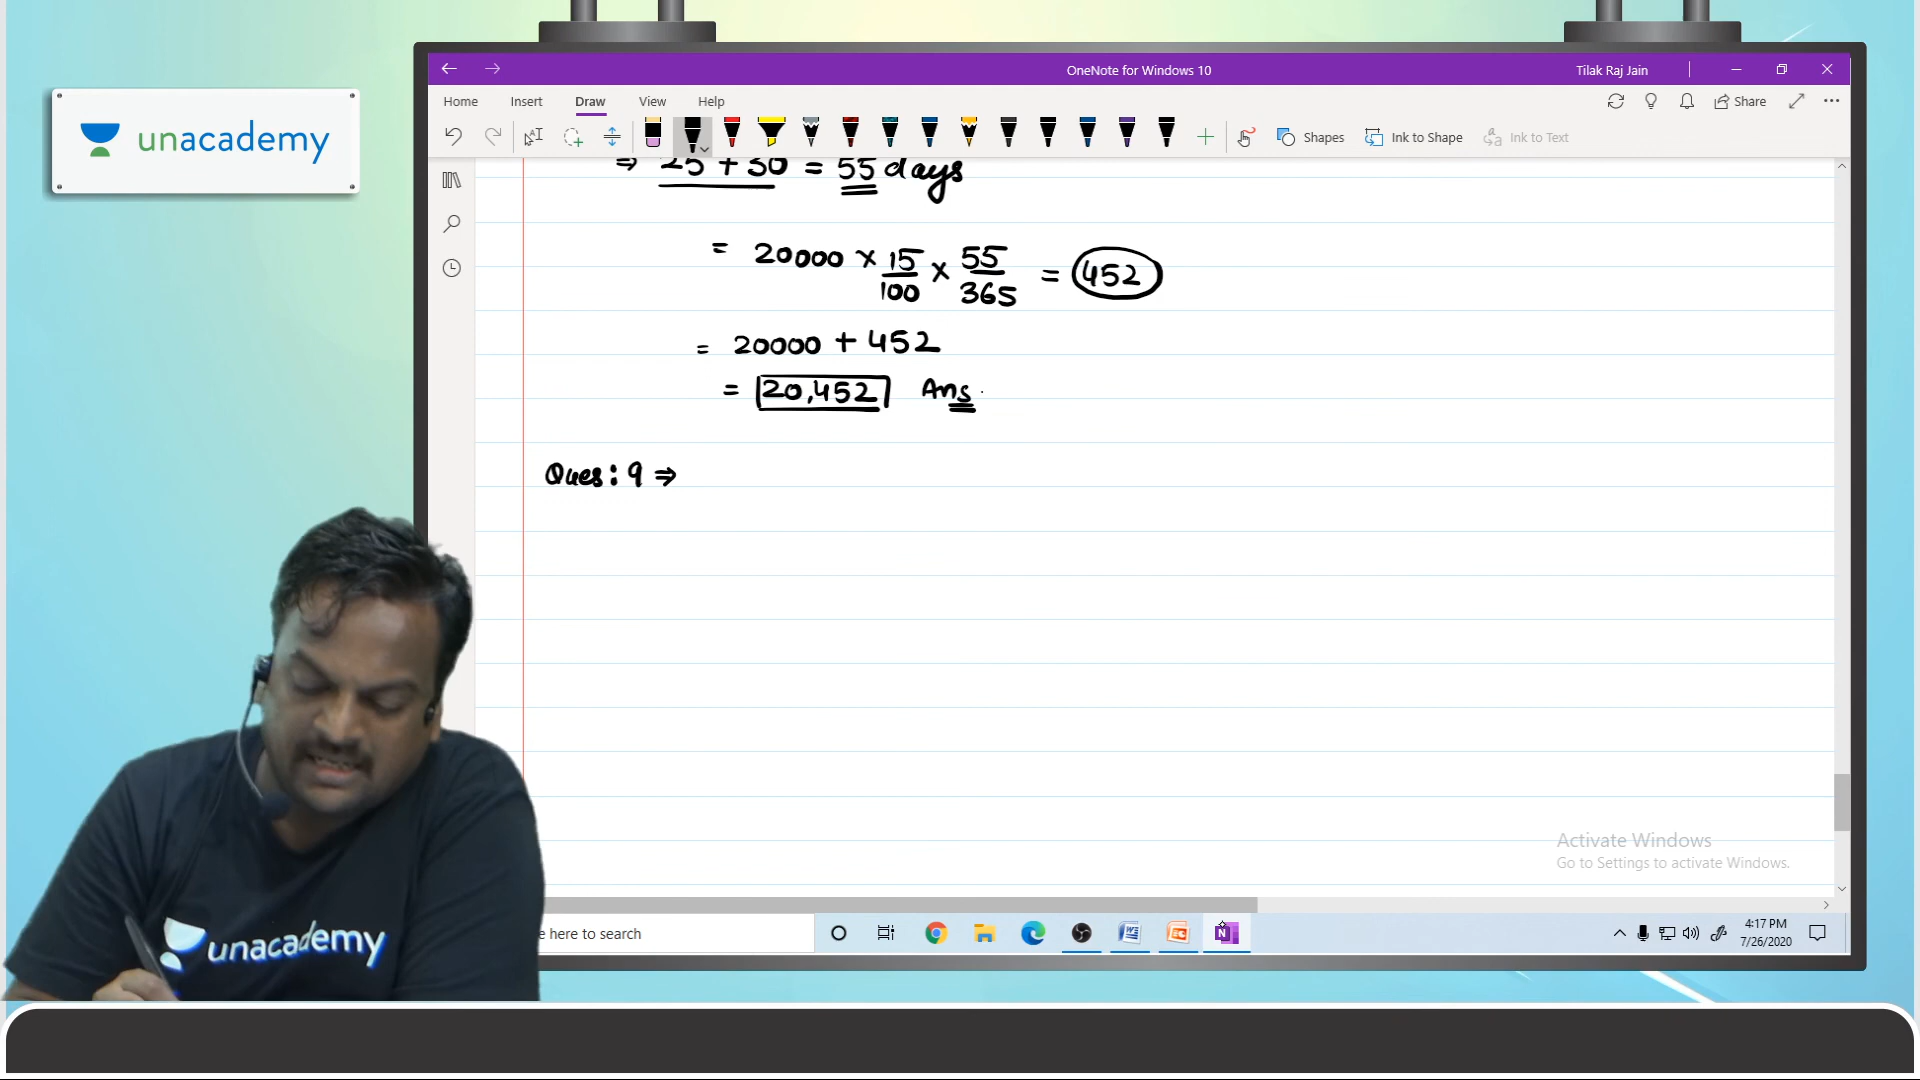 OneNote for Windows 10
Tilak Raj Jain
unacademy
Home Insert Draw View Help
Share
Shapes Ink to Shape Ink to Text
⇒ 25 + 30 = 55 days
= 20000 × 15/100 × 55/365 = 452
= 20000 + 452
= 20,452 Ans
Ques: 9 ⇒
Activate Windows
Go to Settings to activate Windows.
unacademy
e here to search
4:17 PM
7/26/2020